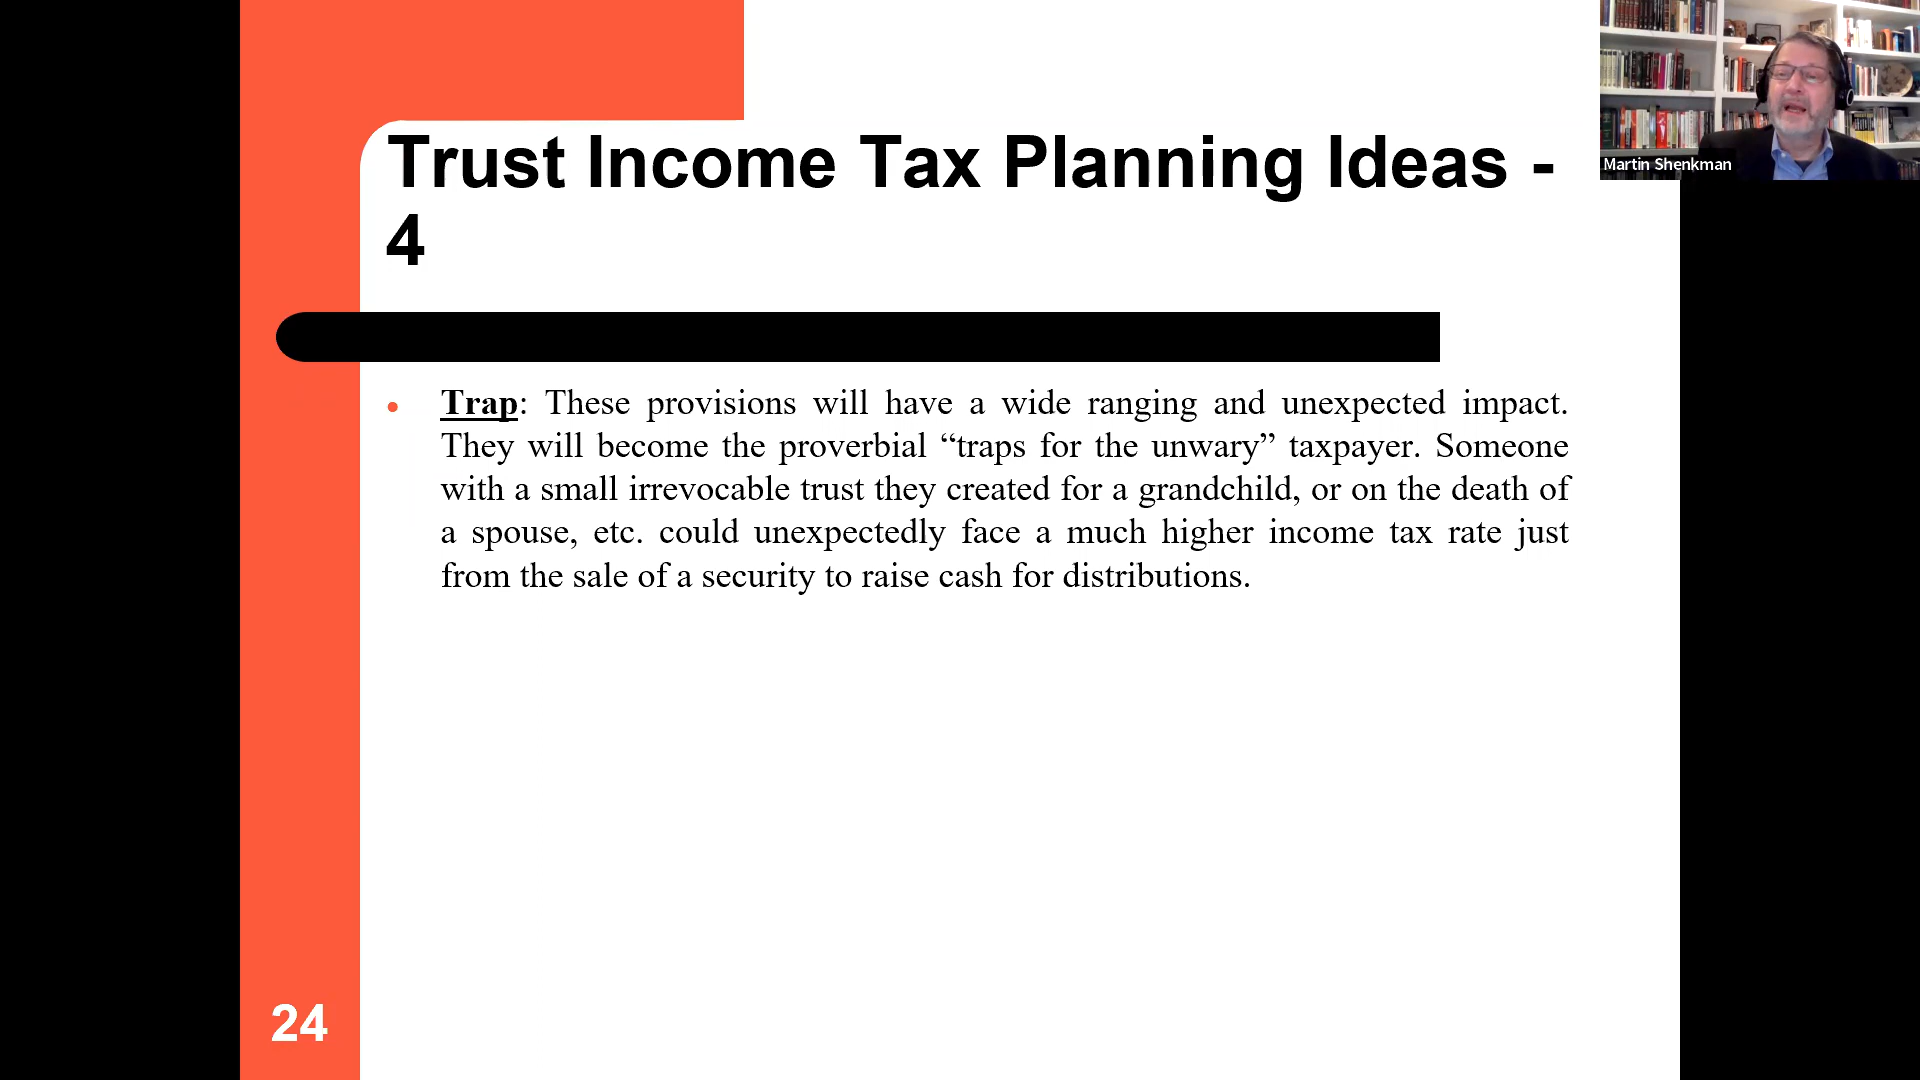 Trust Income Tax Planning Ideas -
4
Martin Shenkman
• Trap: These provisions will have a wide ranging and unexpected impact.
They will become the proverbial “traps for the unwary” taxpayer. Someone
with a small irrevocable trust they created for a grandchild, or on the death of
a spouse, etc. could unexpectedly face a much higher income tax rate just
from the sale of a security to raise cash for distributions.
24